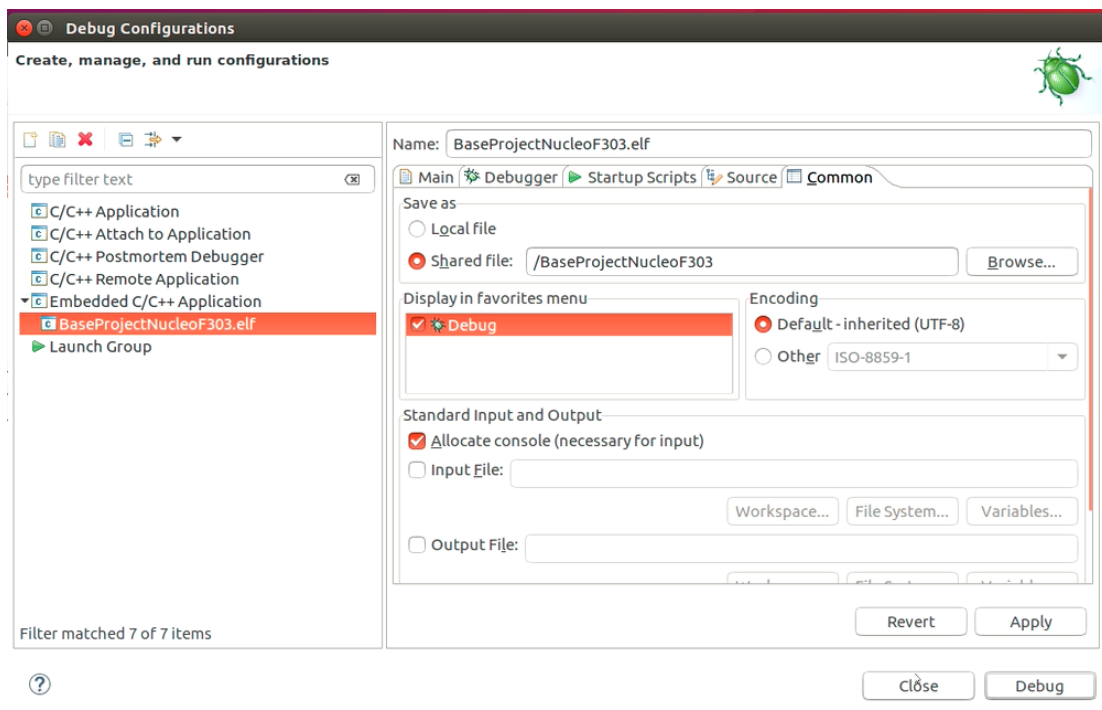 Debug Configurations
Create, manage, and run configurations
Name: BaseProjectNucleoF303.elf
type filter text
Main Debugger Startup Scripts Source Common
C/C++ Application
C/C++ Attach to Application
C/C++ Postmortem Debugger
C/C++ Remote Application
Embedded C/C++ Application
BaseProjectNucleoF303.elf
Launch Group
Filter matched 7 of 7 items
Save as
Local file
Shared file: /BaseProjectNucleoF303 Browse...
Display in favorites menu
Debug
Encoding
Default - inherited (UTF-8)
Other ISO-8859-1
Standard Input and Output
Allocate console (necessary for input)
Input File:
Workspace... File System... Variables...
Output File:
Revert Apply
? Close Debug